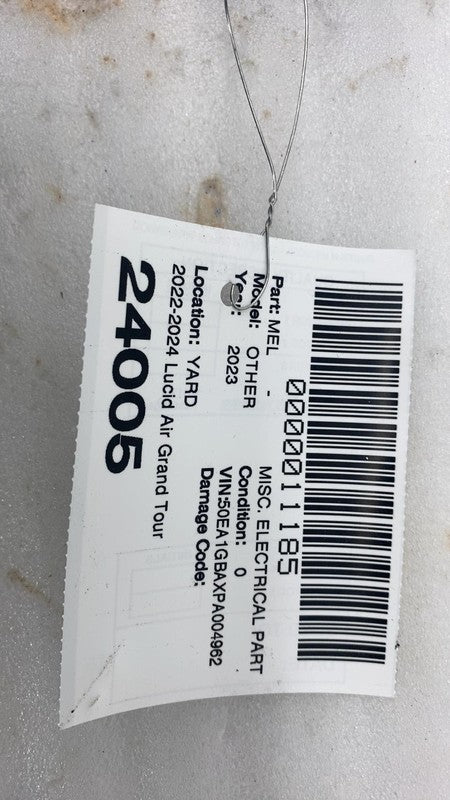 0000011185
Part: MEL - MISC. ELECTRICAL PART
Model: OTHER Condition: 0
Year: 2023 VIN:50EA1GBAXPA004962
Damage Code:
Location: YARD
2022-2024 Lucid Air Grand Tour
24005